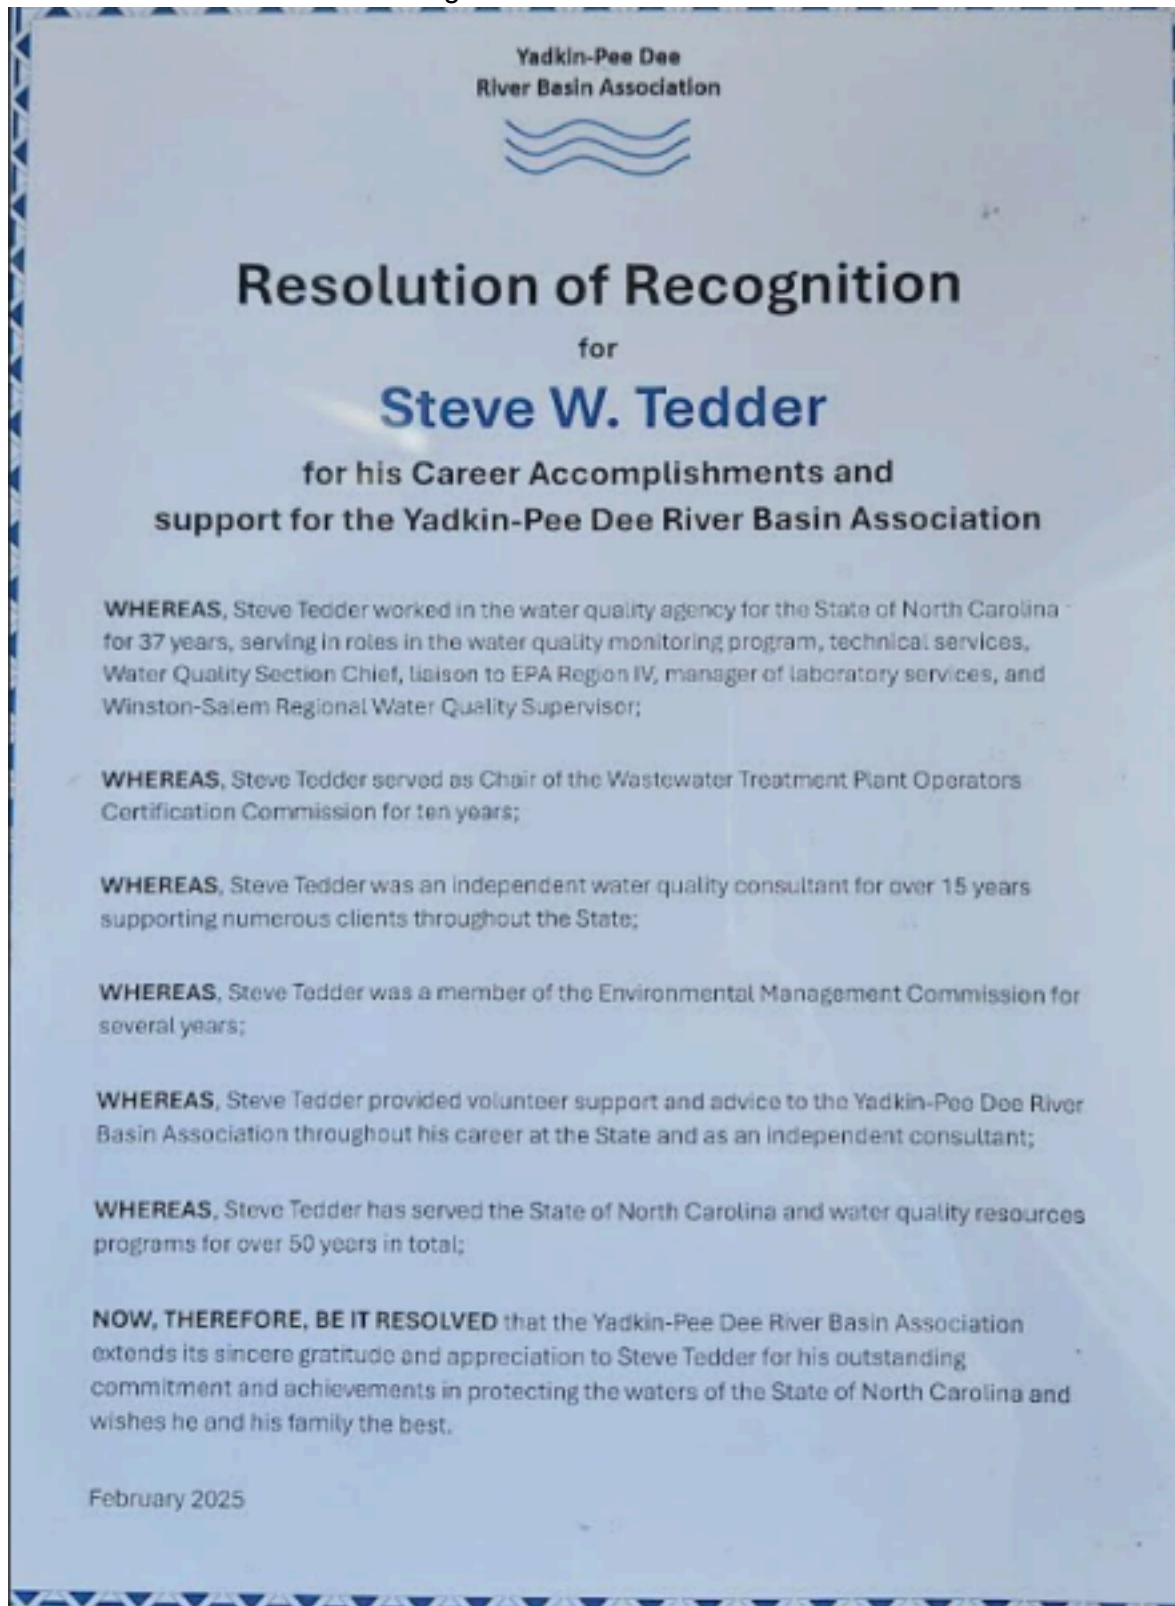 Yadkin-Pee Dee
River Basin Association
Resolution of Recognition
for
Steve W. Tedder
for his Career Accomplishments and
support for the Yadkin-Pee Dee River Basin Association
WHEREAS, Steve Tedder worked in the water quality agency for the State of North Carolina
for 37 years, serving in roles in the water quality monitoring program, technical services,
Water Quality Section Chief, liaison to EPA Region IV, manager of laboratory services, and
Winston-Salem Regional Water Quality Supervisor;
WHEREAS, Steve Tedder served as Chair of the Wastewater Treatment Plant Operators
Certification Commission for ten years;
WHEREAS, Steve Tedder was an independent water quality consultant for over 15 years
supporting numerous clients throughout the State;
WHEREAS, Steve Tedder was a member of the Environmental Management Commission for
several years;
WHEREAS, Steve Tedder provided volunteer support and advice to the Yadkin-Pee Dee River
Basin Association throughout his career at the State and as an independent consultant;
WHEREAS, Steve Tedder has served the State of North Carolina and water quality resources
programs for over 50 years in total;
NOW, THEREFORE, BE IT RESOLVED that the Yadkin-Pee Dee River Basin Association
extends its sincere gratitude and appreciation to Steve Tedder for his outstanding
commitment and achievements in protecting the waters of the State of North Carolina and
wishes he and his family the best.
February 2025